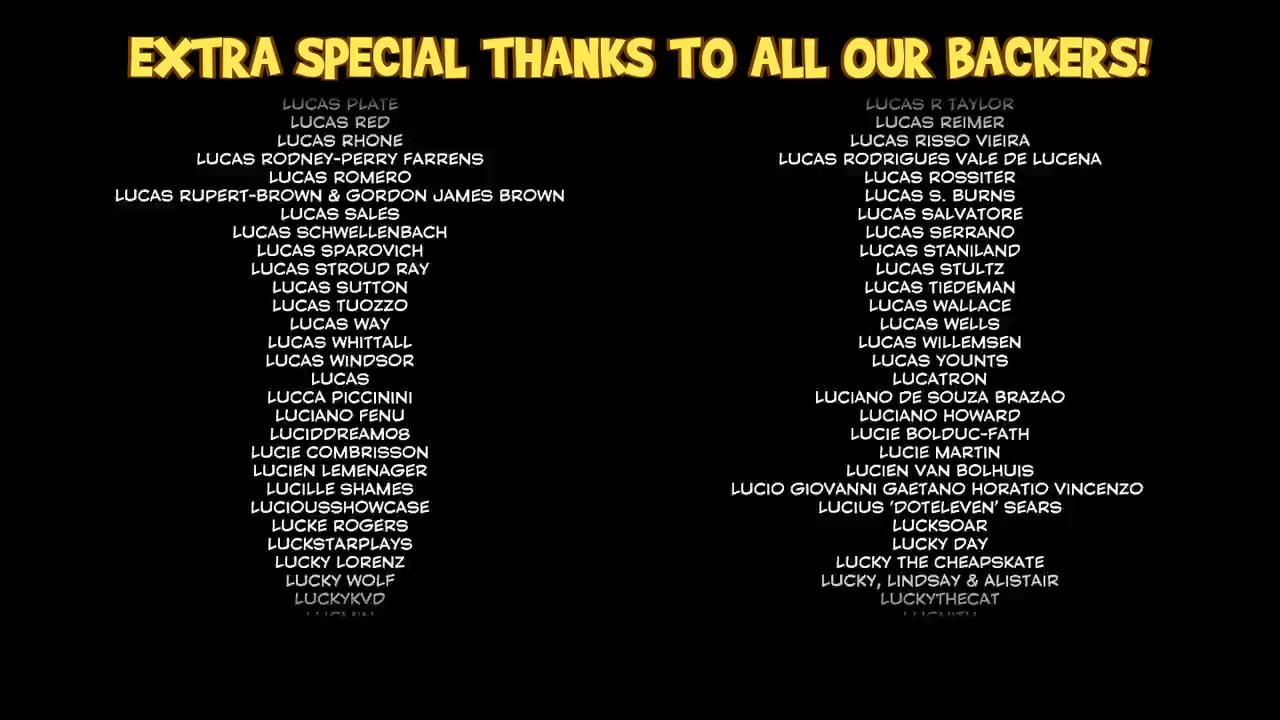 EXTRA SPECIAL THANKS TO ALL OUR BACKERS!
LUCAS PLATE
LUCAS R TAYLOR
LUCAS RED
LUCAS REIMER
LUCAS RHONE
LUCAS RISSO VIEIRA
LUCAS RODNEY-PERRY FARRENS
LUCAS RODRIGUES VALE DE LUCENA
LUCAS ROMERO
LUCAS ROSSITER
LUCAS RUPERT-BROWN & GORDON JAMES BROWN
LUCAS S. BURNS
LUCAS SALES
LUCAS SALVATORE
LUCAS SCHWELLENBACH
LUCAS SERRANO
LUCAS SPAROVICH
LUCAS STANILAND
LUCAS STROUD RAY
LUCAS STULTZ
LUCAS SUTTON
LUCAS TIEDEMAN
LUCAS TUOZZO
LUCAS WALLACE
LUCAS WAY
LUCAS WELLS
LUCAS WHITTALL
LUCAS WILLEMSEN
LUCAS WINDSOR
LUCAS YOUNTS
LUCAS
LUCATRON
LUCCA PICCININI
LUCIANO DE SOUZA BRAZAO
LUCIANO FENU
LUCIANO HOWARD
LUCIDDREAM08
LUCIE BOLDUC-FATH
LUCIE COMBRISSON
LUCIE MARTIN
LUCIEN LEMENAGER
LUCIEN VAN BOLHUIS
LUCILLE SHAMES
LUCIO GIOVANNI GAETANO HORATIO VINCENZO
LUCIOUSSHOWCASE
LUCIUS 'DOTELEVEN' SEARS
LUCKE ROGERS
LUCKSOAR
LUCKSTARPLAYS
LUCKY DAY
LUCKY LORENZ
LUCKY THE CHEAPSKATE
LUCKY WOLF
LUCKY, LINDSAY & ALISTAIR
LUCKYKVD
LUCKYTHECAT